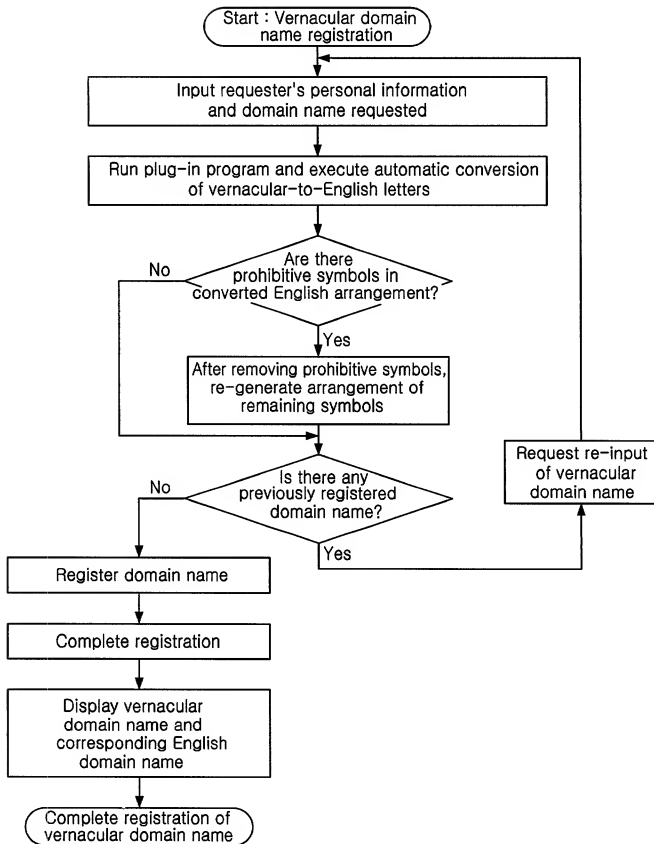 Start : Vernacular domain
name registration
Input requester's personal information
and domain name requested
Run plug-in program and execute automatic conversion
of vernacular-to-English letters
Are there
prohibitive symbols in
converted English arrangement?
No
Yes
After removing prohibitive symbols,
re-generate arrangement of
remaining symbols
Is there any
previously registered
domain name?
No
Yes
Request re-input
of vernacular
domain name
Register domain name
Complete registration
Display vernacular
domain name and
corresponding English
domain name
Complete registration of
vernacular domain name